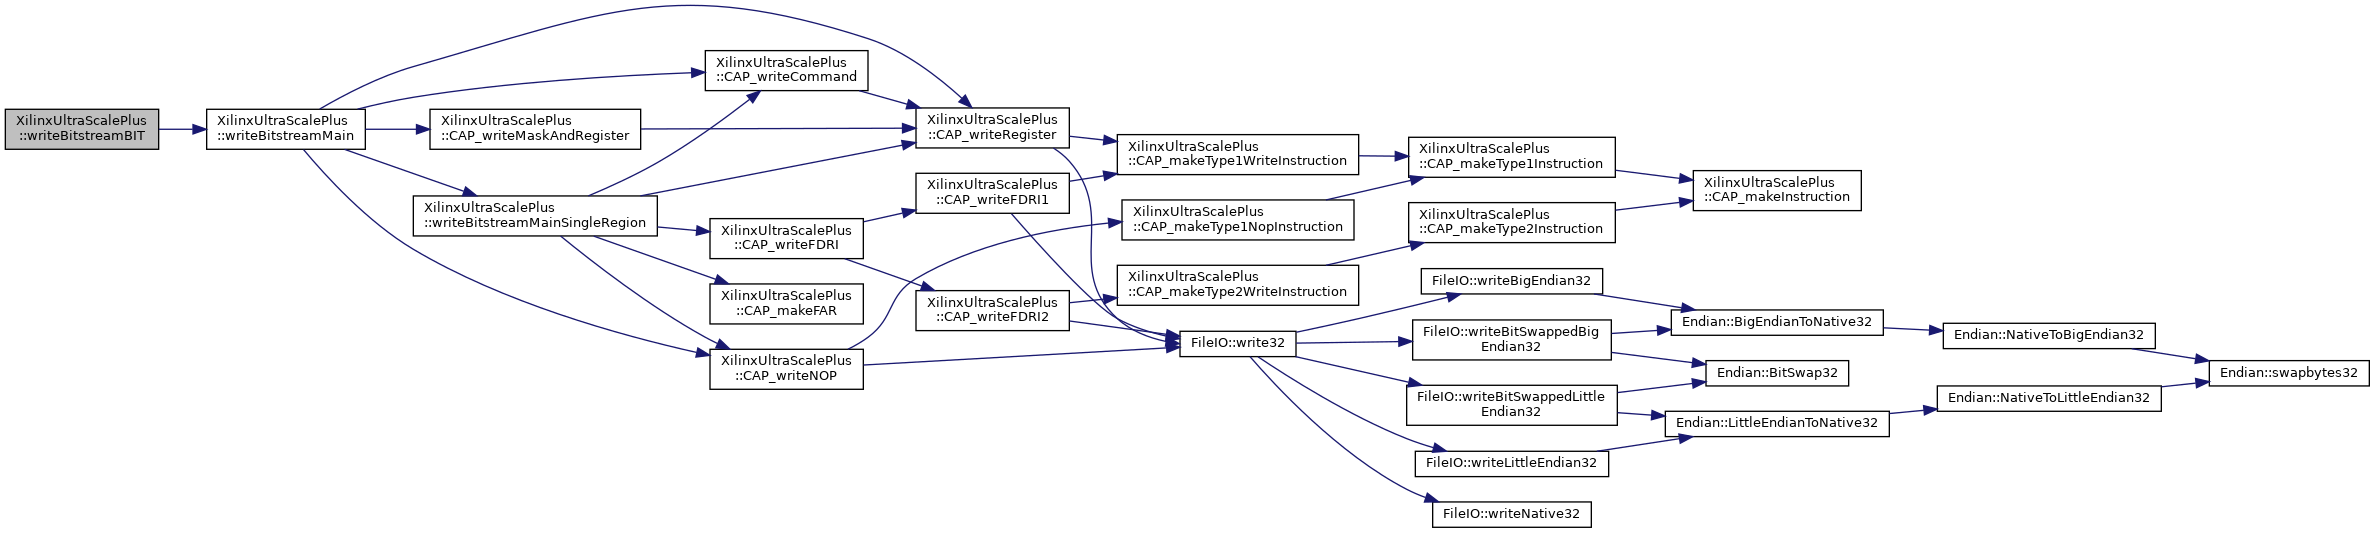 XilinxUltraScalePlus
::writeBitstreamBIT
XilinxUltraScalePlus
::writeBitstreamMain
XilinxUltraScalePlus
::CAP_writeCommand
XilinxUltraScalePlus
::CAP_writeMaskAndRegister
XilinxUltraScalePlus
::writeBitstreamMainSingleRegion
XilinxUltraScalePlus
::CAP_writeFDRI
XilinxUltraScalePlus
::CAP_makeFAR
XilinxUltraScalePlus
::CAP_writeNOP
XilinxUltraScalePlus
::CAP_writeRegister
XilinxUltraScalePlus
::CAP_writeFDRI1
XilinxUltraScalePlus
::CAP_writeFDRI2
XilinxUltraScalePlus
::CAP_makeType1WriteInstruction
XilinxUltraScalePlus
::CAP_makeType1NopInstruction
XilinxUltraScalePlus
::CAP_makeType2WriteInstruction
FileIO::write32
XilinxUltraScalePlus
::CAP_makeType1Instruction
XilinxUltraScalePlus
::CAP_makeType2Instruction
FileIO::writeBigEndian32
FileIO::writeBitSwappedBig
Endian32
FileIO::writeBitSwappedLittle
Endian32
FileIO::writeLittleEndian32
FileIO::writeNative32
XilinxUltraScalePlus
::CAP_makeInstruction
Endian::BigEndianToNative32
Endian::BitSwap32
Endian::LittleEndianToNative32
Endian::NativeToBigEndian32
Endian::NativeToLittleEndian32
Endian::swapbytes32